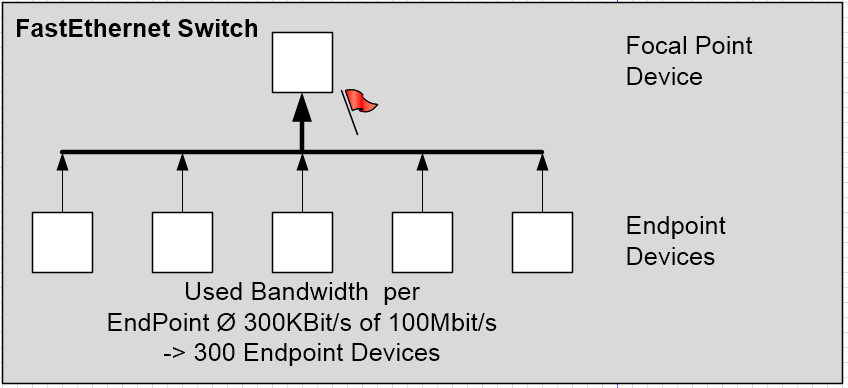 FastEthernet Switch
Focal Point
Device
Endpoint
Devices
Used Bandwidth  per
EndPoint Ø 300KBit/s of 100Mbit/s
-> 300 Endpoint Devices